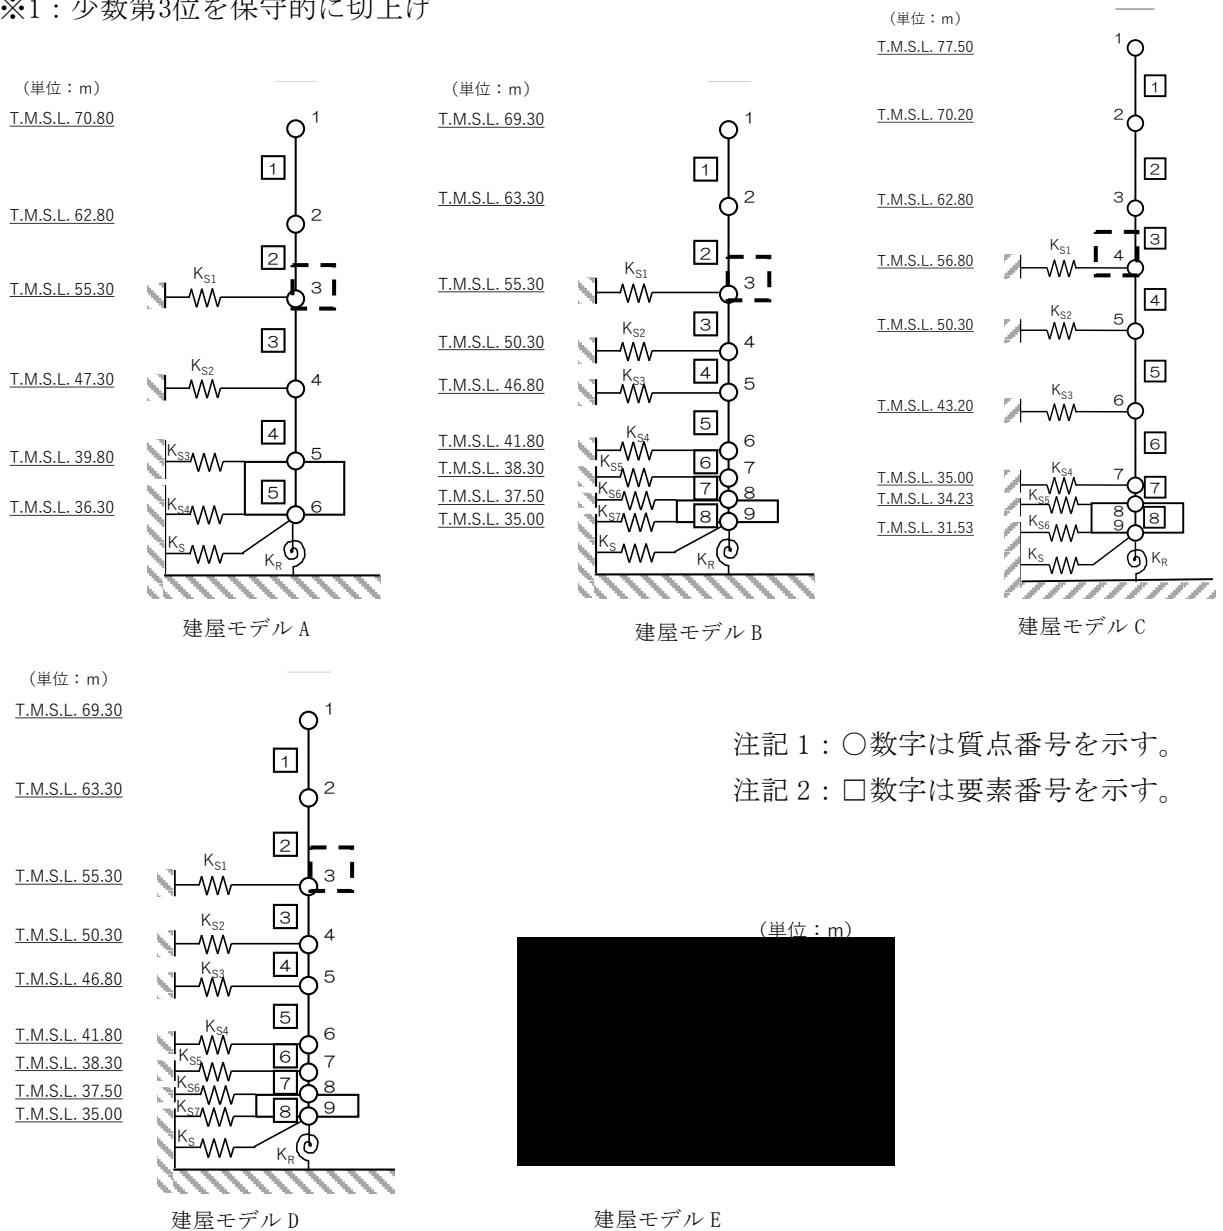 ※1：少数第3位を保守的に切上げ
（単位：m）
T.M.S.L. 70.80
T.M.S.L. 62.80
T.M.S.L. 55.30
T.M.S.L. 47.30
T.M.S.L. 39.80
T.M.S.L. 36.30
1
2
3
4
5
6
1
2
3
4
5
KS1
KS2
KS3
KS4
KS
KR
建屋モデル A
（単位：m）
T.M.S.L. 69.30
T.M.S.L. 63.30
T.M.S.L. 55.30
T.M.S.L. 50.30
T.M.S.L. 46.80
T.M.S.L. 41.80
T.M.S.L. 38.30
T.M.S.L. 37.50
T.M.S.L. 35.00
1
2
3
4
5
6
7
8
9
1
2
3
4
5
6
7
8
KS1
KS2
KS3
KS4
KS5
KS6
KS7
KS
KR
建屋モデル B
（単位：m）
T.M.S.L. 77.50
T.M.S.L. 70.20
T.M.S.L. 62.80
T.M.S.L. 56.80
T.M.S.L. 50.30
T.M.S.L. 43.20
T.M.S.L. 35.00
T.M.S.L. 34.23
T.M.S.L. 31.53
1
2
3
4
5
6
7
8
9
1
2
3
4
5
6
7
8
KS1
KS2
KS3
KS4
KS5
KS6
KS
KR
建屋モデル C
（単位：m）
T.M.S.L. 69.30
T.M.S.L. 63.30
T.M.S.L. 55.30
T.M.S.L. 50.30
T.M.S.L. 46.80
T.M.S.L. 41.80
T.M.S.L. 38.30
T.M.S.L. 37.50
T.M.S.L. 35.00
1
2
3
4
5
6
7
8
9
1
2
3
4
5
6
7
8
KS1
KS2
KS3
KS4
KS5
KS6
KS7
KS
KR
建屋モデル D
注記 1：○数字は質点番号を示す。
注記 2：□数字は要素番号を示す。
（単位：m）
建屋モデル E